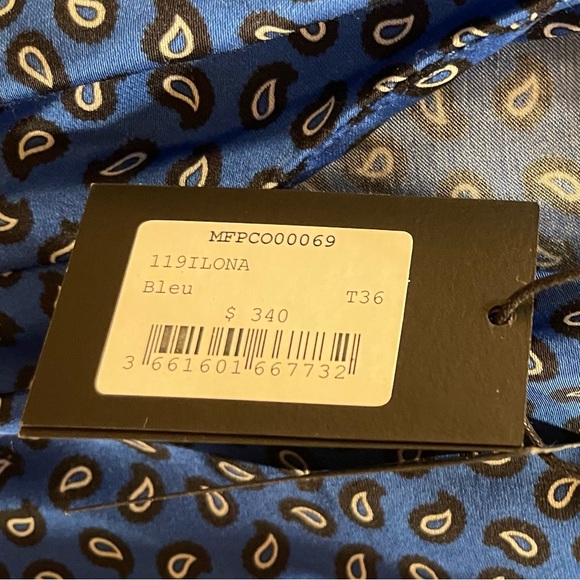 MFPCO00069
119ILONA
Bleu T36
$ 340
3 661601 667732